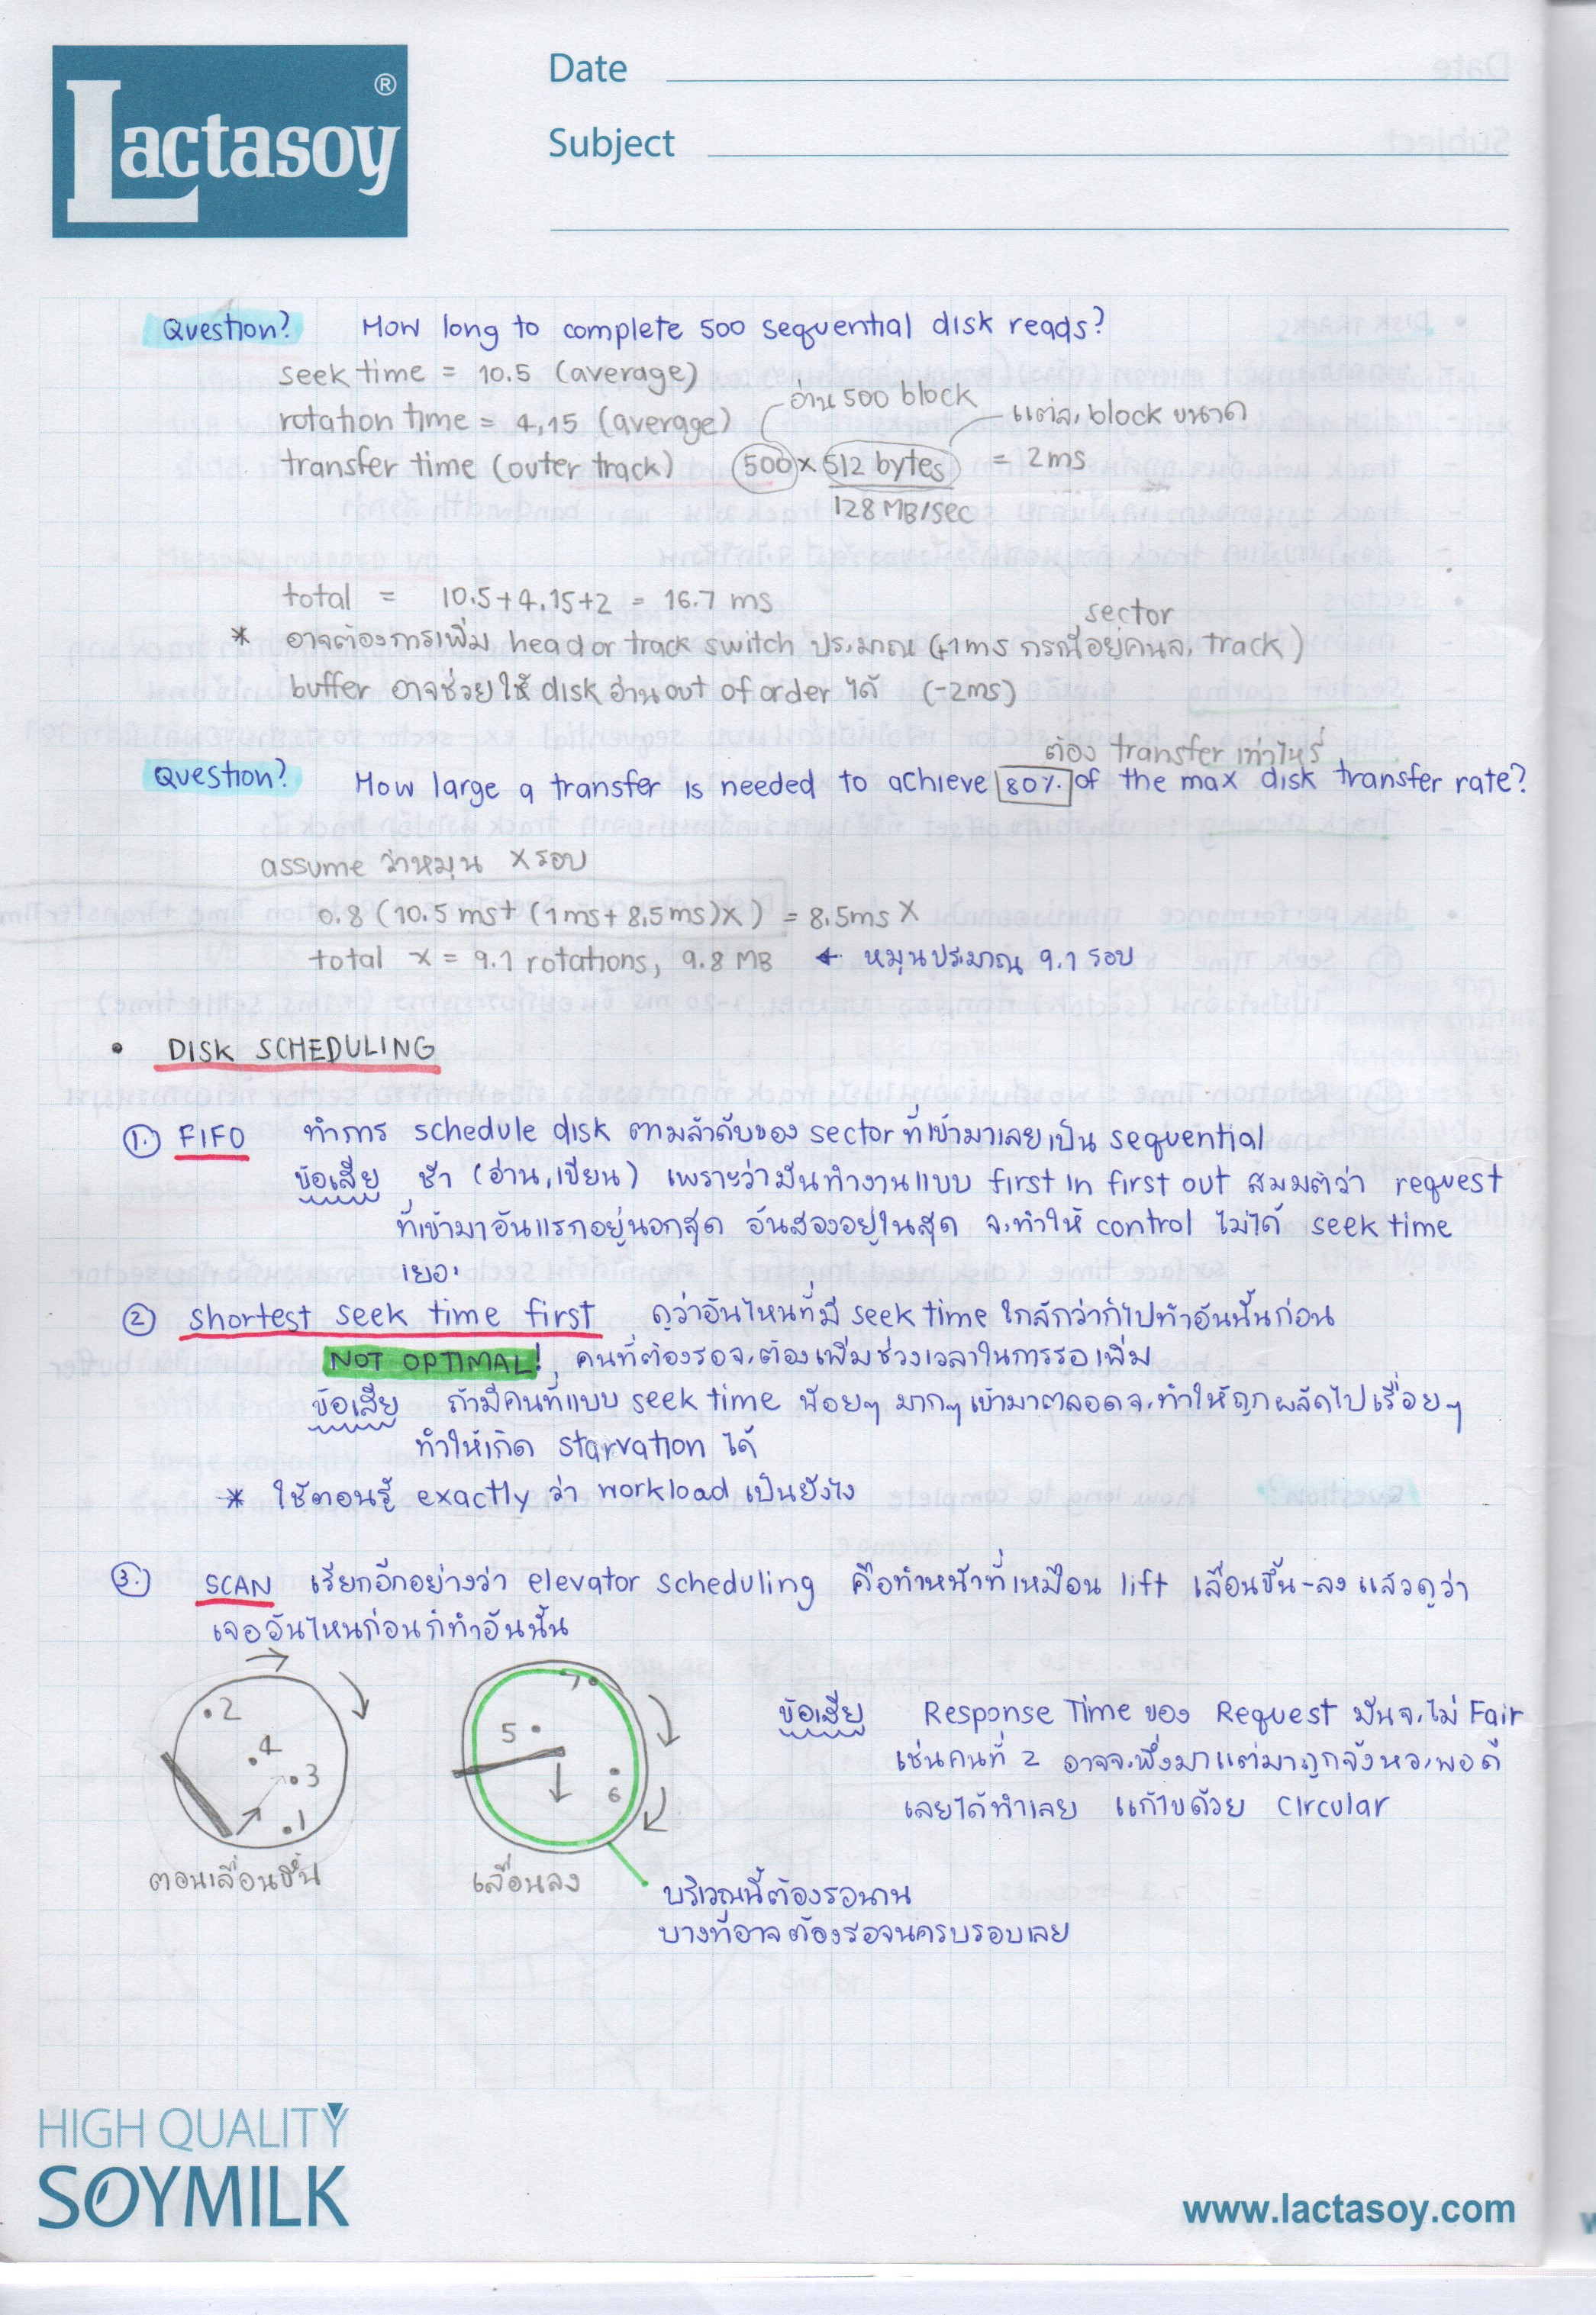 Lactasoy ®
Date
Subject
Question? How long to complete 500 sequential disk reads?
seek time = 10.5 (average)
อ่าน 500 block
rotation time = 4,15 (average)
แต่ละ block ขนาด
transfer time (outer track) 500 × 512 bytes = 2ms
128 MB/sec
total = 10.5+4.15+2 = 16.7 ms
sector
* อาจต้องการเพิ่ม head or track switch ประมาณ (+1ms กรณีอยู่คนละ track)
buffer อาจช่วยให้ disk อ่าน out of order ได้ (-2ms)
ต้อง transfer เท่าไหร่
Question? How large a transfer is needed to achieve 80% of the max disk transfer rate?
assume ว่าหมุน x รอบ
0.8 (10.5 ms+ (1ms+8.5ms)x) = 8.5ms x
total x = 9.1 rotations, 9.8 MB ← หมุนประมาณ 9.1 รอบ
• DISK SCHEDULING
1. FIFO ทำการ schedule disk ตามลำดับของ sector ที่เข้ามาเลยเป็น sequential
ข้อเสีย ช้า (อ่าน,เขียน) เพราะว่ามันทำงานแบบ first in first out สมมติว่า request
ที่เข้ามาอันแรกอยู่นอกสุด อันสองอยู่ในสุด จะทำให้ control ไม่ได้ seek time
เยอะ
2 shortest seek time first ดูว่าอันไหนที่มี seek time ใกล้กว่าก็ไปทำอันนั้นก่อน
NOT OPTIMAL! คนที่ต้องรอจะต้องเพิ่มช่วงเวลาในการรอเพิ่ม
ข้อเสีย ถ้ามีคนที่แบบ seek time น้อยๆ มากๆ เข้ามาตลอดจะทำให้ถูกผลัดไปเรื่อยๆ
ทำให้เกิด starvation ได้
* ใช้ตอนรู้ exactly ว่า workload เป็นยังไง
3. SCAN เรียกอีกอย่างว่า elevator scheduling คือทำหน้าที่เหมือน lift เลื่อนขึ้น-ลง แล้วดูว่า
เจออันไหนก่อนก็ทำอันนั้น
2
4
3
1
ตอนเลื่อนขึ้น
7
5
6
เลื่อนลง
ข้อเสีย Response Time ของ Request มันจะไม่ Fair
เช่นคนที่ 2 อาจจะพึ่งมาแต่มาถูกจังหวะพอดี
เลยได้ทำเลย แก้ไขด้วย circular
บริเวณนี้ต้องรอนาน
บางทีอาจต้องรอจนครบรอบเลย
HIGH QUALITY
SOYMILK
www.lactasoy.com